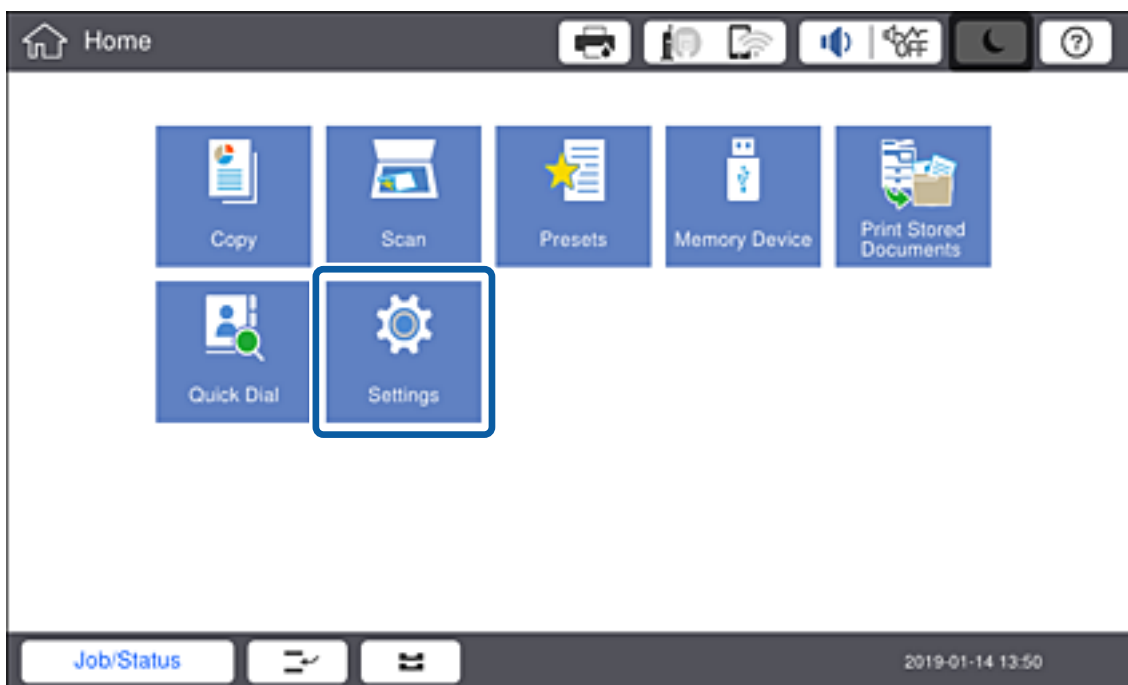 Home
OFF
?
Copy
Scan
Presets
Memory Device
Print Stored
Documents
Quick Dial
Settings
Job/Status
2019-01-14 13:50